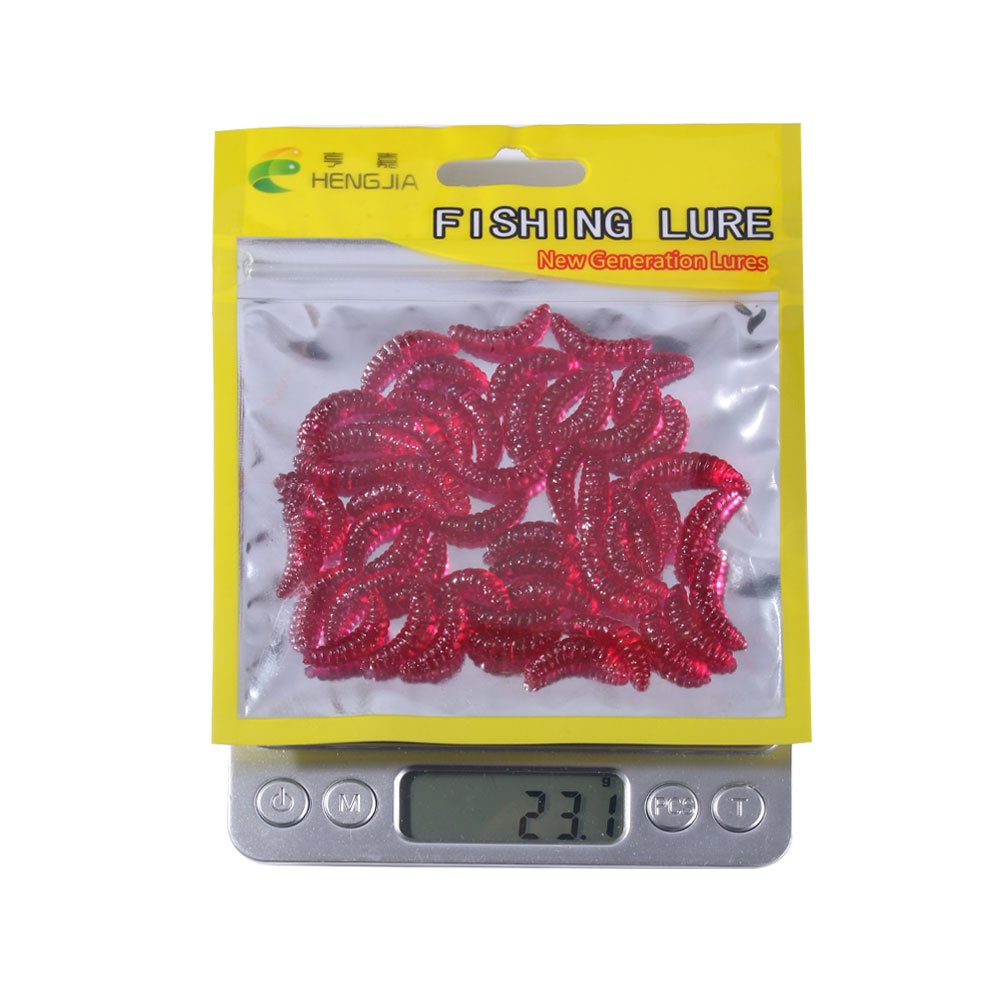 亨嘉
HENGJIA
FISHING LURE
New Generation Lures
M
23.1
g
PCS
T